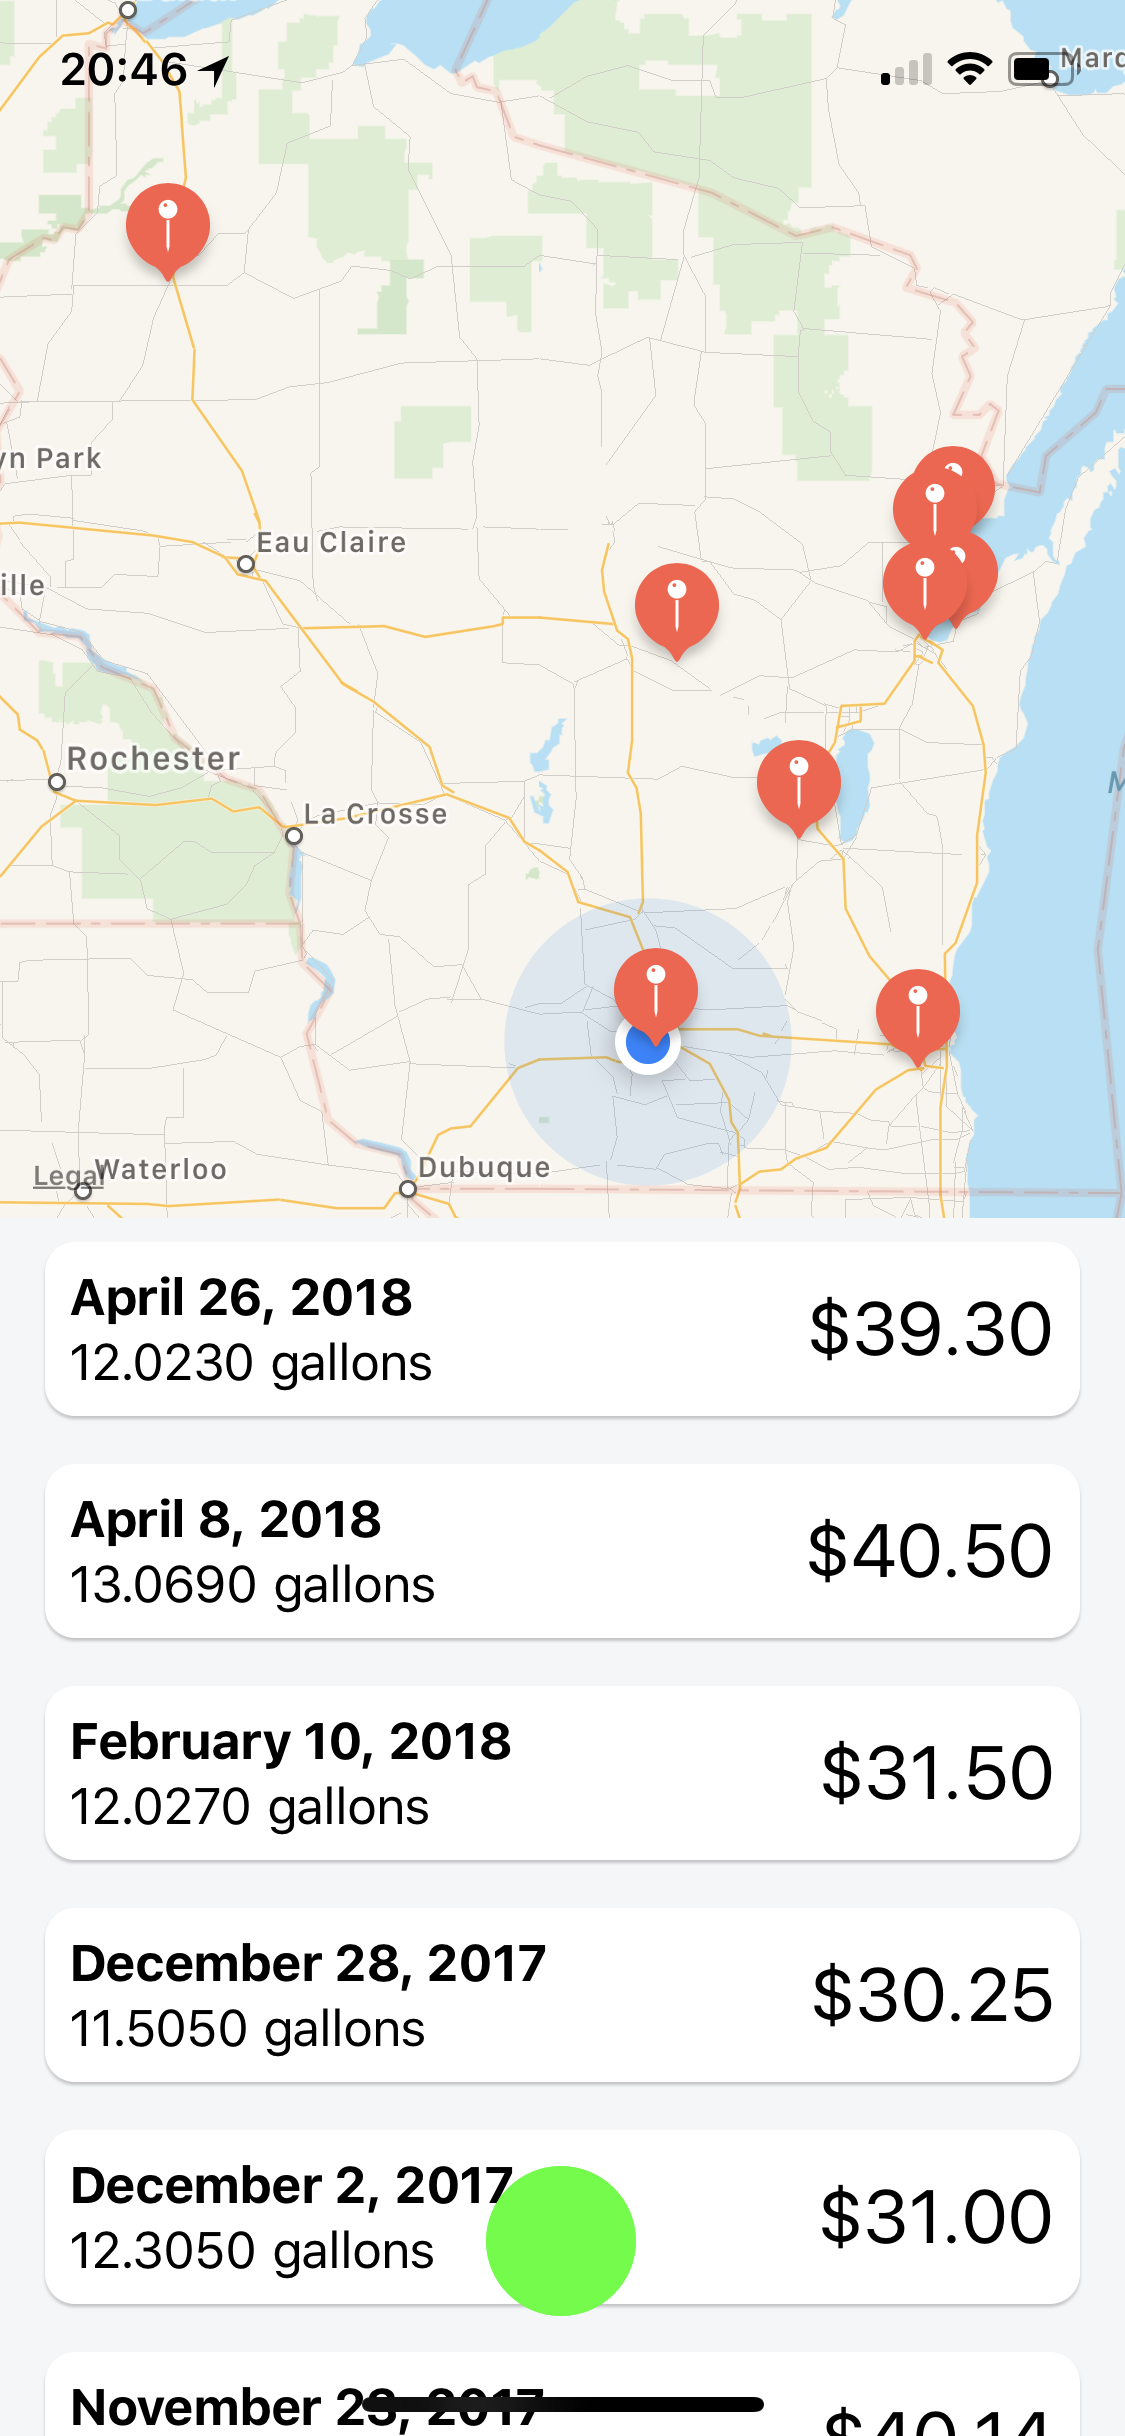 20:46
Marq
yn Park
Eau Claire
ille
Rochester
La Crosse
M
Legal
Waterloo
Dubuque
April 26, 2018
12.0230 gallons
$39.30
April 8, 2018
13.0690 gallons
$40.50
February 10, 2018
12.0270 gallons
$31.50
December 28, 2017
11.5050 gallons
$30.25
December 2, 2017
12.3050 gallons
$31.00
November 23, 2017
$40.14